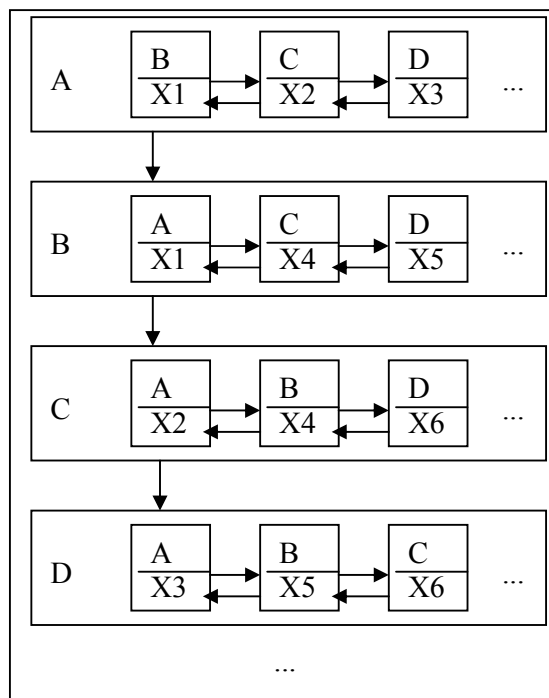 B C D
A X1 X2 X3 ...
A C D
B X1 X4 X5 ...
A B D
C X2 X4 X6 ...
A B C
D X3 X5 X6 ...
...